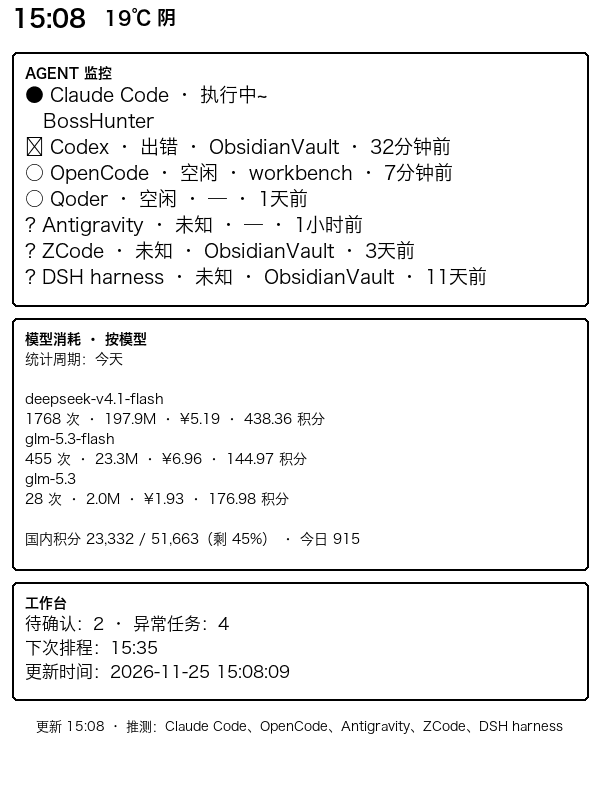 15:08 19℃ 阴
AGENT 监控
● Claude Code · 执行中~
BossHunter
☒ Codex · 出错 · ObsidianVault · 32分钟前
○ OpenCode · 空闲 · workbench · 7分钟前
○ Qoder · 空闲 · — · 1天前
? Antigravity · 未知 · — · 1小时前
? ZCode · 未知 · ObsidianVault · 3天前
? DSH harness · 未知 · ObsidianVault · 11天前
模型消耗 · 按模型
统计周期：今天
deepseek-v4.1-flash
1768 次 · 197.9M · ¥5.19 · 438.36 积分
glm-5.3-flash
455 次 · 23.3M · ¥6.96 · 144.97 积分
glm-5.3
28 次 · 2.0M · ¥1.93 · 176.98 积分
国内积分 23,332 / 51,663（剩 45%） · 今日 915
工作台
待确认：2 · 异常任务：4
下次排程：15:35
更新时间：2026-11-25 15:08:09
更新 15:08 · 推测：Claude Code、OpenCode、Antigravity、ZCode、DSH harness